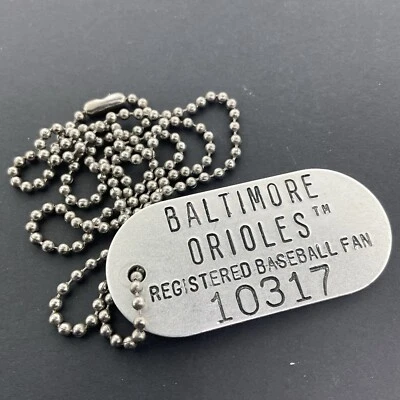 BALTIMORE
ORIOLES™
REGISTERED BASEBALL FAN
10317